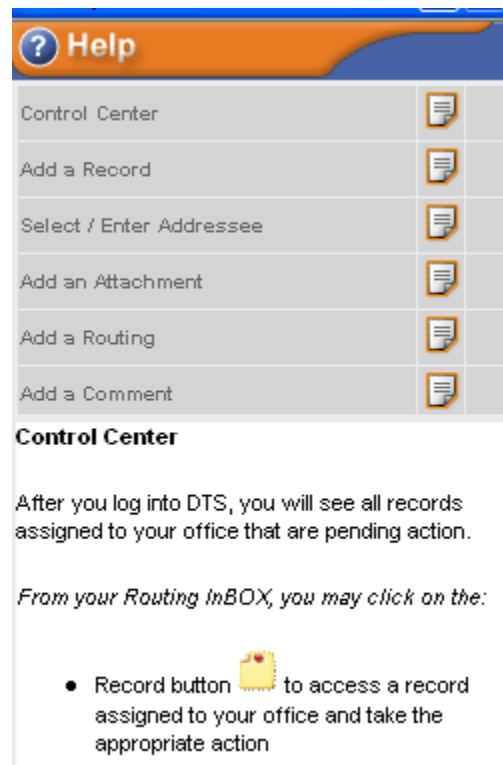 ? Help
Control Center
Add a Record
Select / Enter Addressee
Add an Attachment
Add a Routing
Add a Comment
Control Center
After you log into DTS, you will see all records
assigned to your office that are pending action.
From your Routing InBOX, you may click on the:
• Record button to access a record
assigned to your office and take the
appropriate action